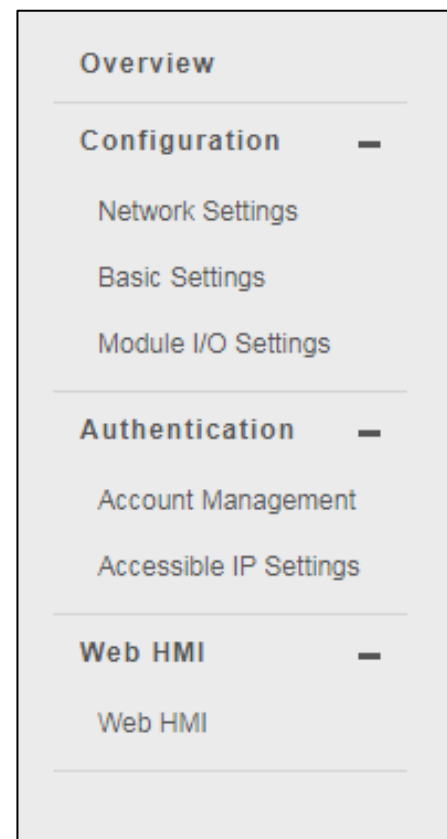 Overview
Configuration
Network Settings
Basic Settings
Module I/O Settings
Authentication
Account Management
Accessible IP Settings
Web HMI
Web HMI